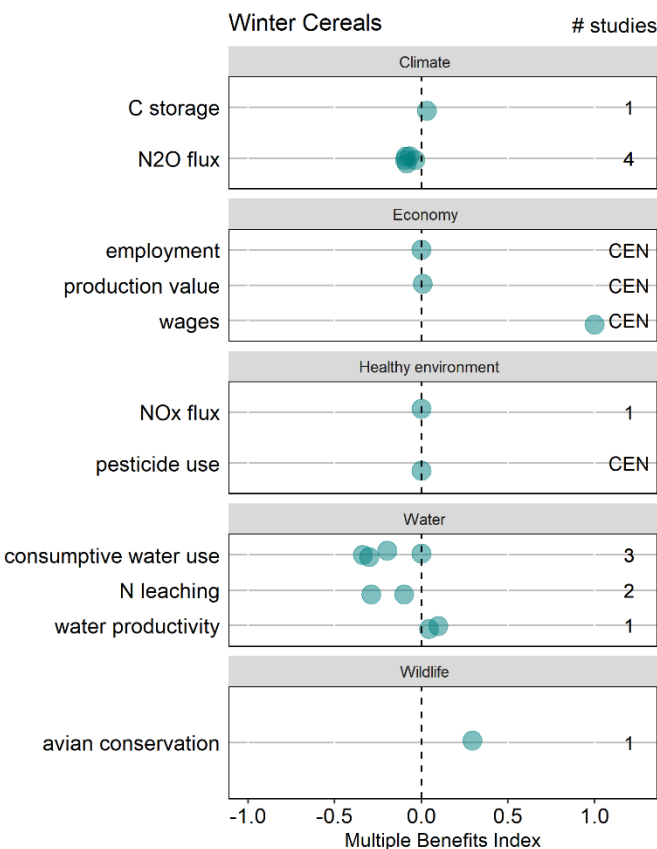 Winter Cereals # studies
Climate
C storage 1
N2O flux 4
Economy
employment CEN
production value CEN
wages CEN
Healthy environment
NOx flux 1
pesticide use CEN
Water
consumptive water use 3
N leaching 2
water productivity 1
Wildlife
avian conservation 1
-1.0 -0.5 0.0 0.5 1.0
Multiple Benefits Index